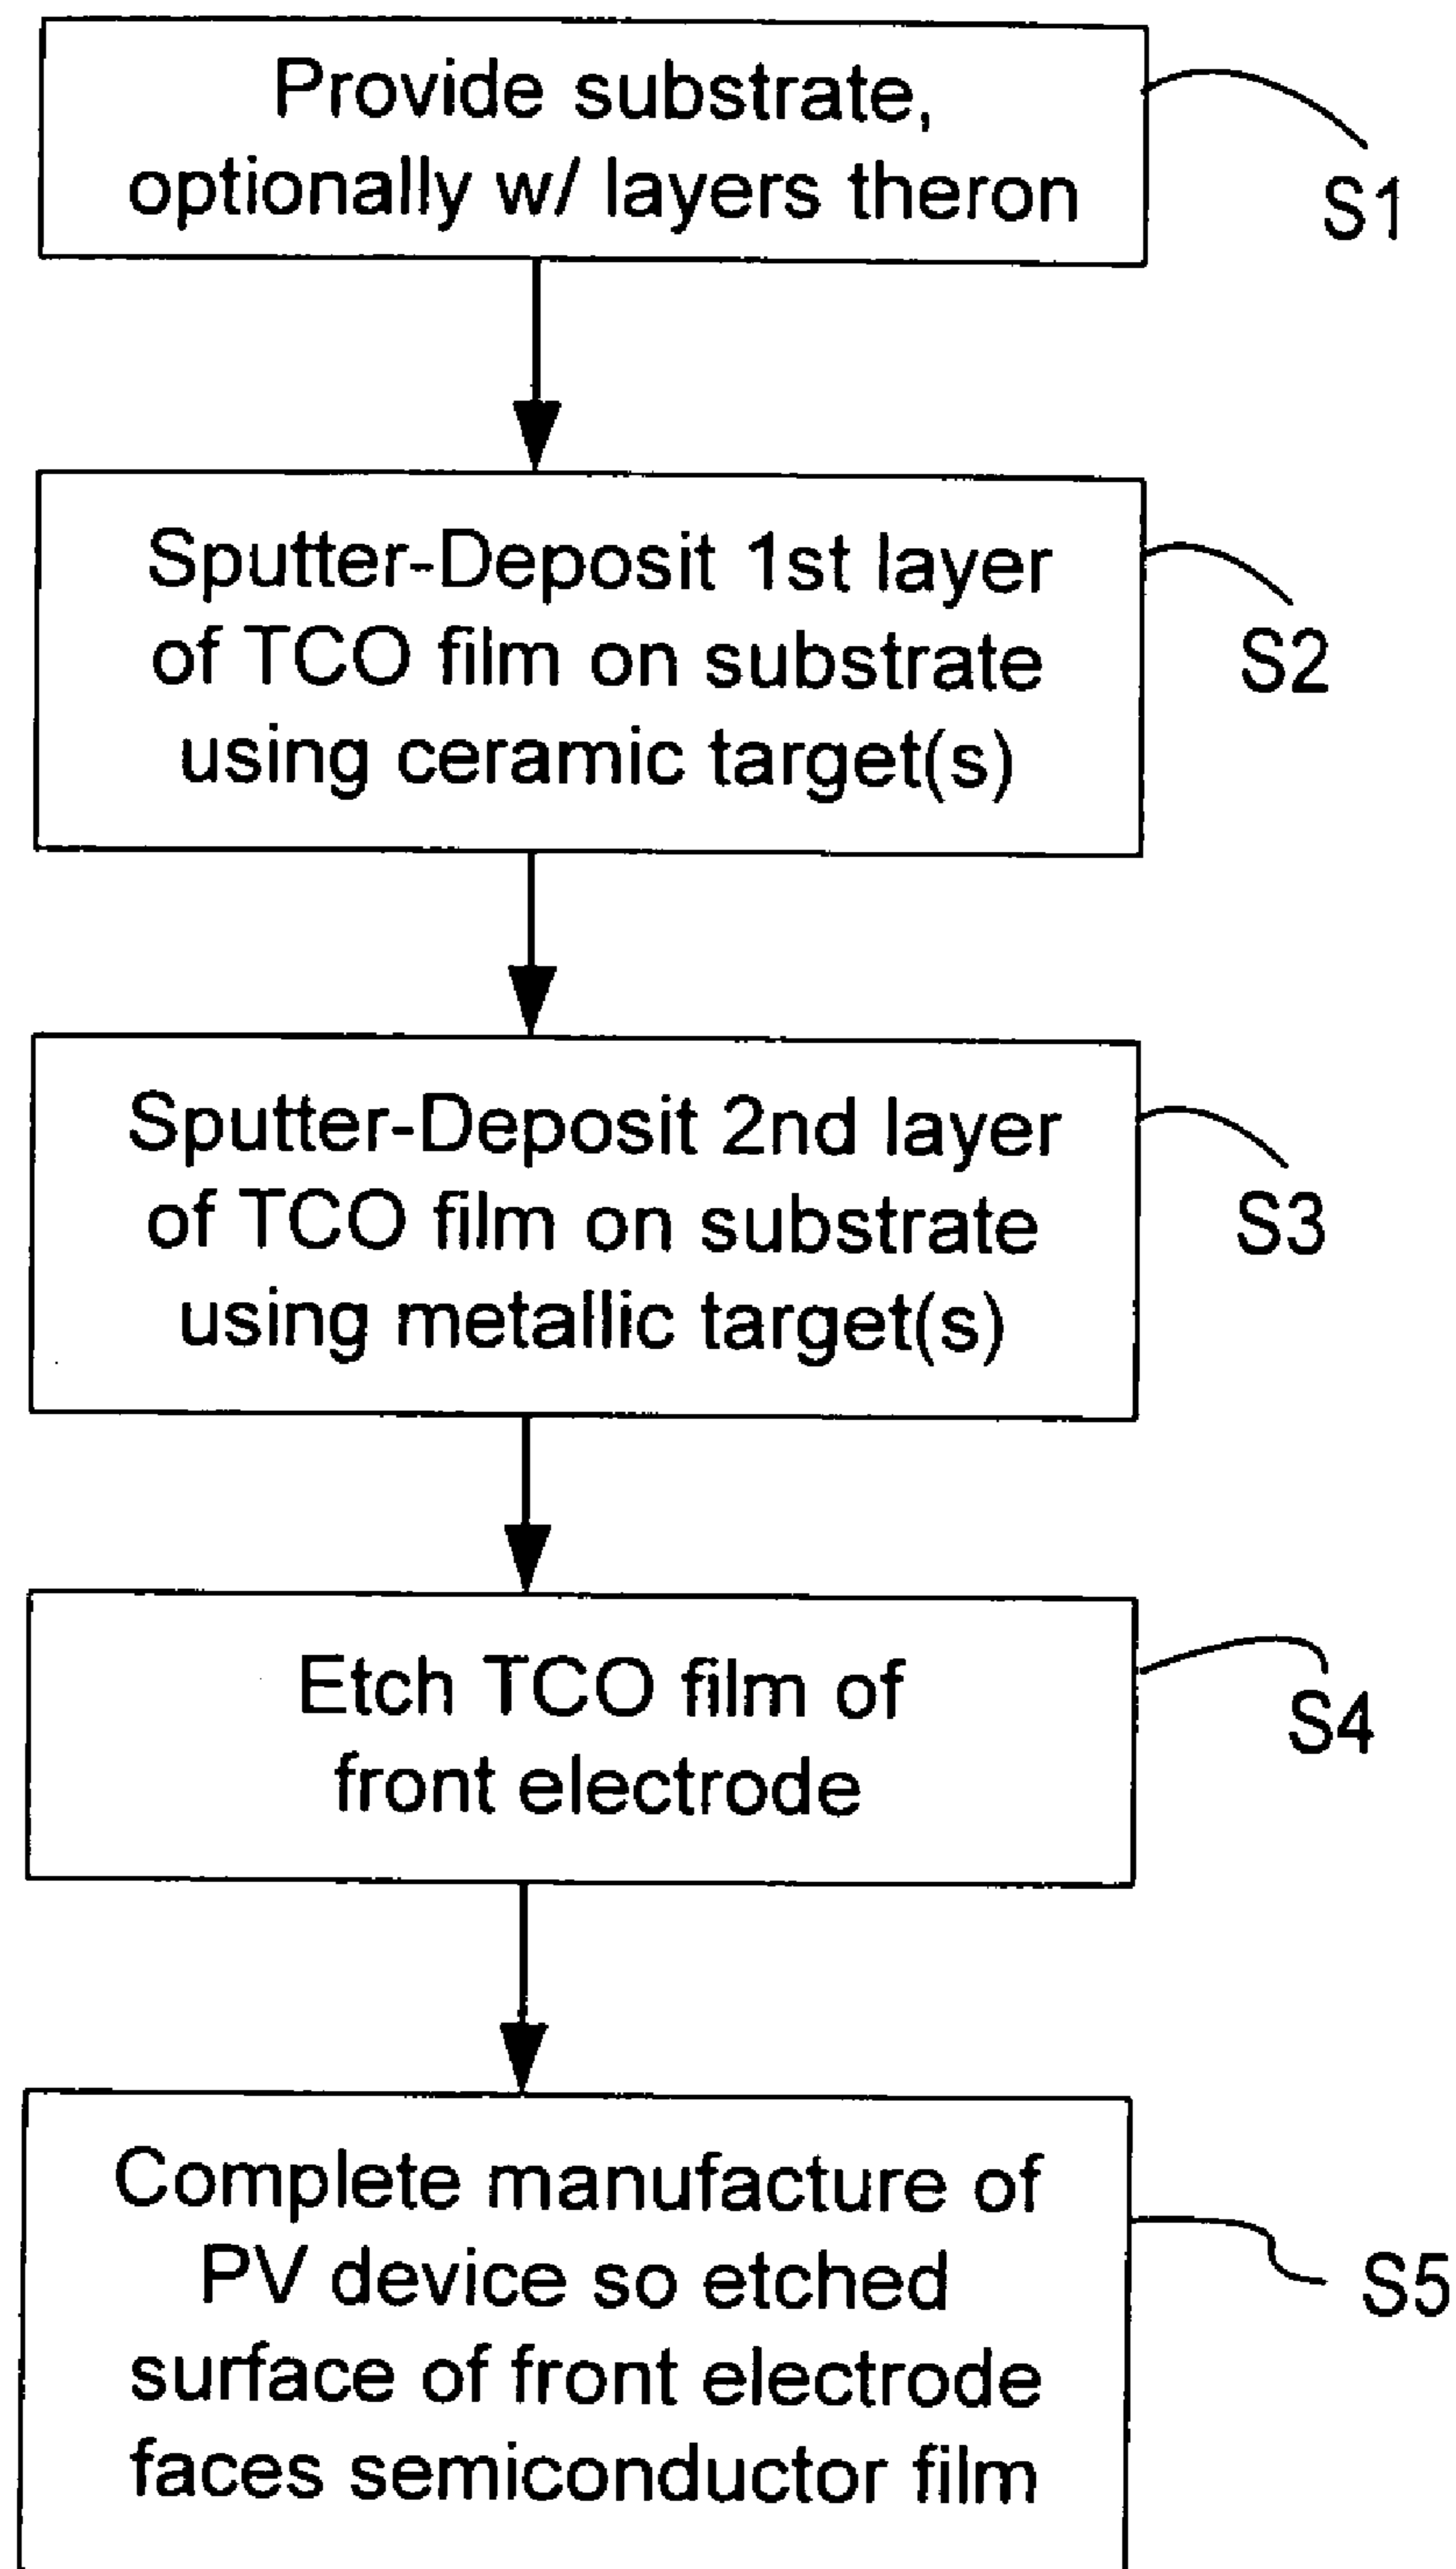 Provide substrate,
optionally w/ layers theron
S1
Sputter-Deposit 1st layer
of TCO film on substrate
using ceramic target(s)
S2
Sputter-Deposit 2nd layer
of TCO film on substrate
using metallic target(s)
S3
Etch TCO film of
front electrode
S4
Complete manufacture of
PV device so etched
surface of front electrode
faces semiconductor film
S5